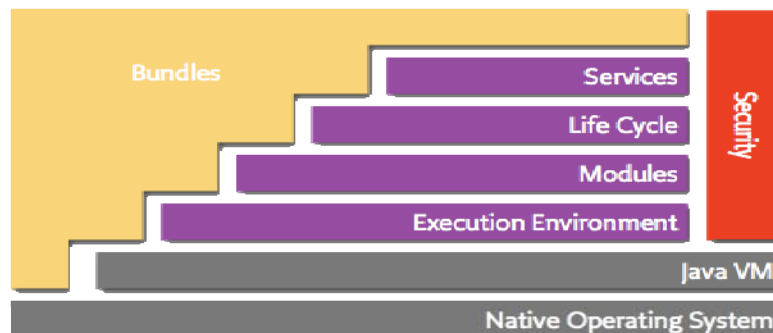 Bundles
Services
Life Cycle
Modules
Execution Environment
Security
Java VM
Native Operating System